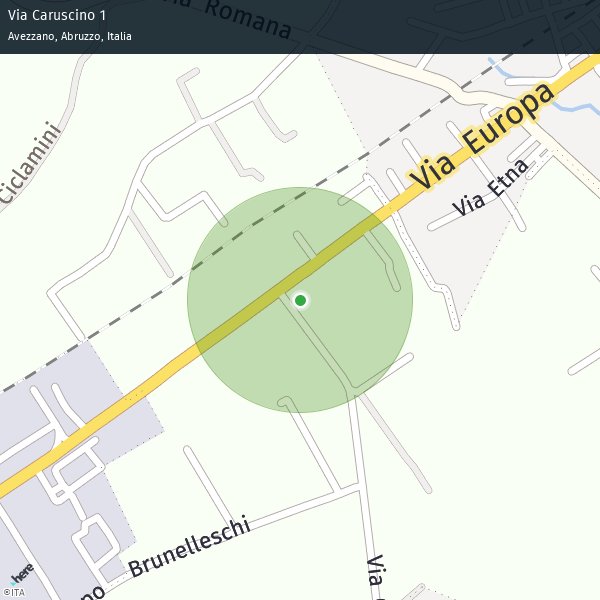 Via Caruscino 1
Avezzano, Abruzzo, Italia
Romana
Ciclamini
Via Europa
Via Etna
Brunelleschi
Via
here
©ITA